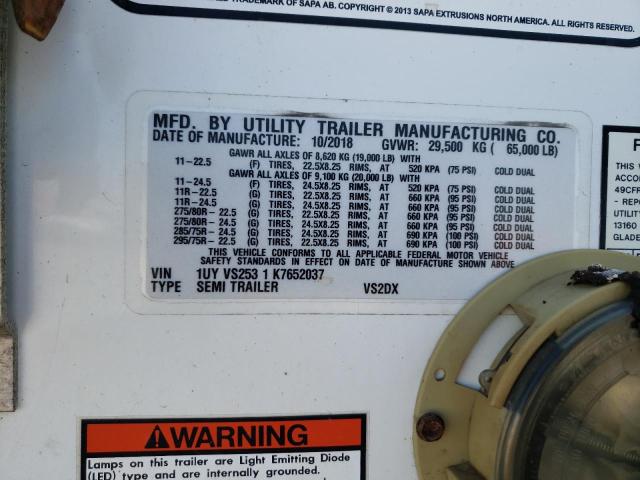 TRADEMARK OF SAPA AB. COPYRIGHT © 2013 SAPA EXTRUSIONS NORTH AMERICA. ALL RIGHTS RESERVED.
MFD. BY UTILITY TRAILER MANUFACTURING CO.
DATE OF MANUFACTURE: 10/2018 GVWR: 29,500 KG ( 65,000 LB)
GAWR ALL AXLES OF 8,620 KG (19,000 LB) WITH
11-22.5 (F) TIRES, 22.5X8.25 RIMS, AT 520 KPA (75 PSI) COLD DUAL
GAWR ALL AXLES OF 9,100 KG (20,000 LB) WITH
11-24.5 (F) TIRES, 24.5X8.25 RIMS, AT 520 KPA (75 PSI) COLD DUAL
11R-22.5 (G) TIRES, 22.5X8.25 RIMS, AT 660 KPA (95 PSI) COLD DUAL
11R-24.5 (G) TIRES, 24.5X8.25 RIMS, AT 660 KPA (95 PSI) COLD DUAL
275/80R- 22.5 (G) TIRES, 22.5X8.25 RIMS, AT 660 KPA (95 PSI) COLD DUAL
275/80R- 24.5 (G) TIRES, 24.5X8.25 RIMS, AT 660 KPA (95 PSI) COLD DUAL
285/75R- 24.5 (G) TIRES, 24.5X8.25 RIMS, AT 690 KPA (100 PSI) COLD DUAL
295/75R- 22.5 (G) TIRES, 22.5X8.25 RIMS, AT 690 KPA (100 PSI) COLD DUAL
THIS VEHICLE CONFORMS TO ALL APPLICABLE FEDERAL MOTOR VEHICLE
SAFETY STANDARDS IN EFFECT ON DATE OF MANUFACTURE SHOWN ABOVE.
VIN 1UY VS253 1 K7652037
TYPE SEMI TRAILER VS2DX
THIS V
ACCO
49CFR
- REPO
UTILIT
13160
GLADES
WARNING
Lamps on this trailer are Light Emitting Diode
(LED) type and are internally grounded.